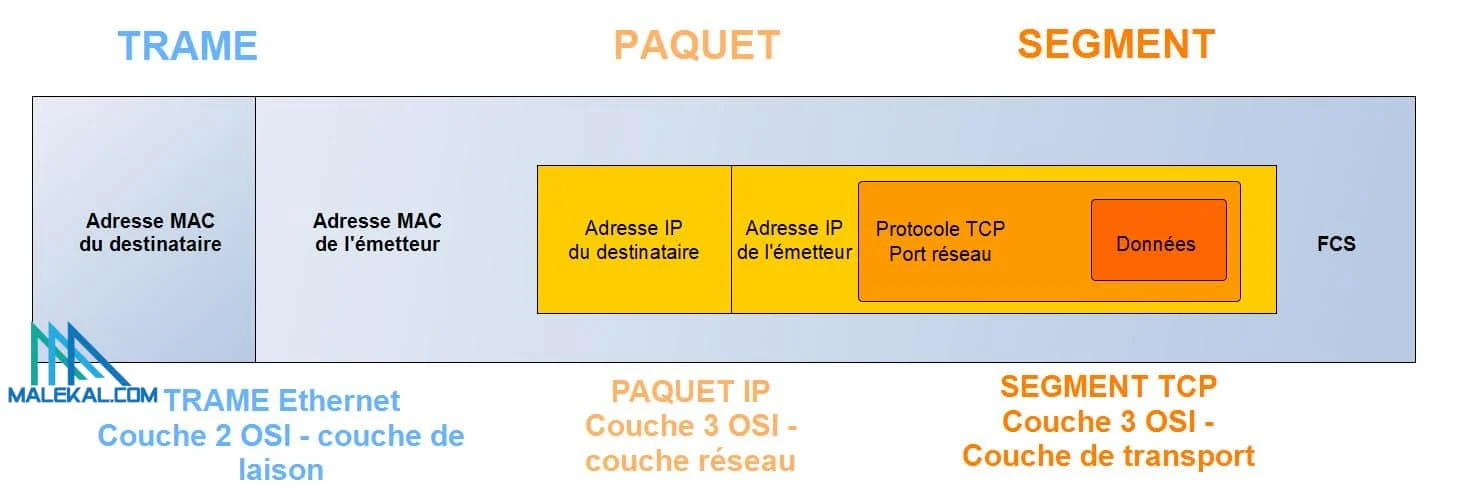 TRAME
PAQUET
SEGMENT
Adresse MAC
du destinataire
Adresse MAC
de l'émetteur
Adresse IP
du destinataire
Adresse IP
de l'émetteur
Protocole TCP
Port réseau
Données
FCS
MALEKAL.COM
TRAME Ethernet
Couche 2 OSI - couche de
laison
PAQUET IP
Couche 3 OSI -
couche réseau
SEGMENT TCP
Couche 3 OSI -
Couche de transport